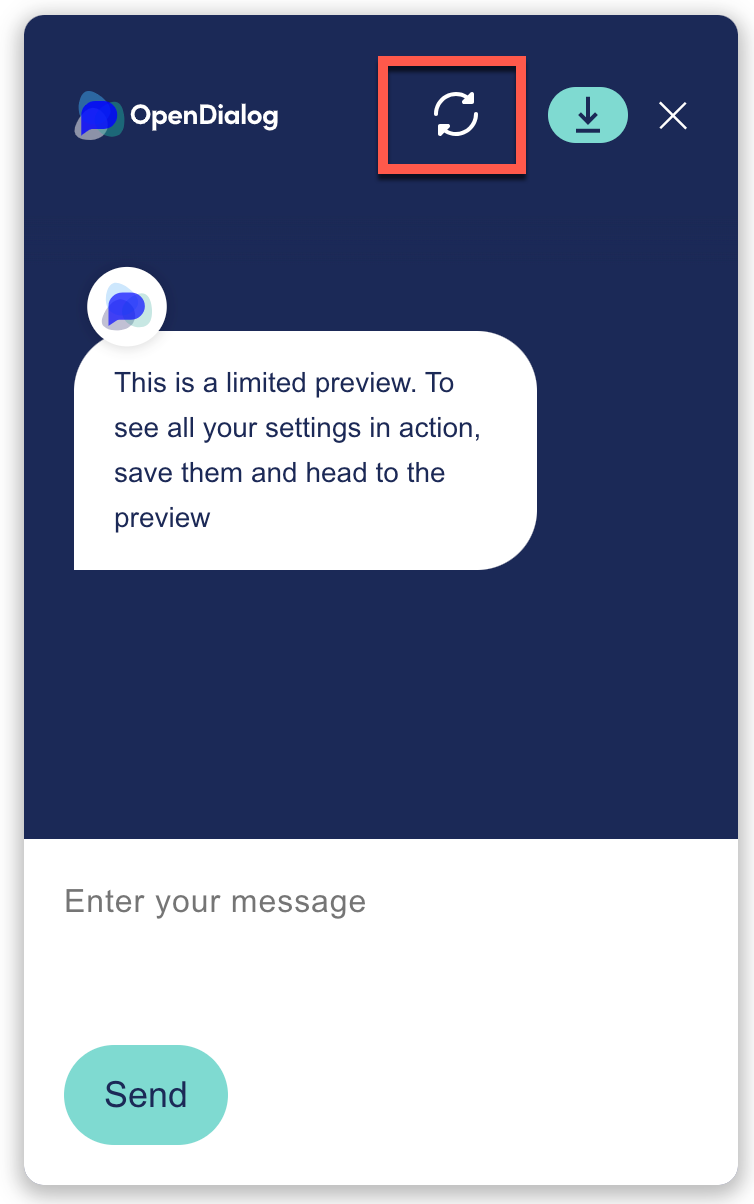 OpenDialog
This is a limited preview. To
see all your settings in action,
save them and head to the
preview
Enter your message
Send